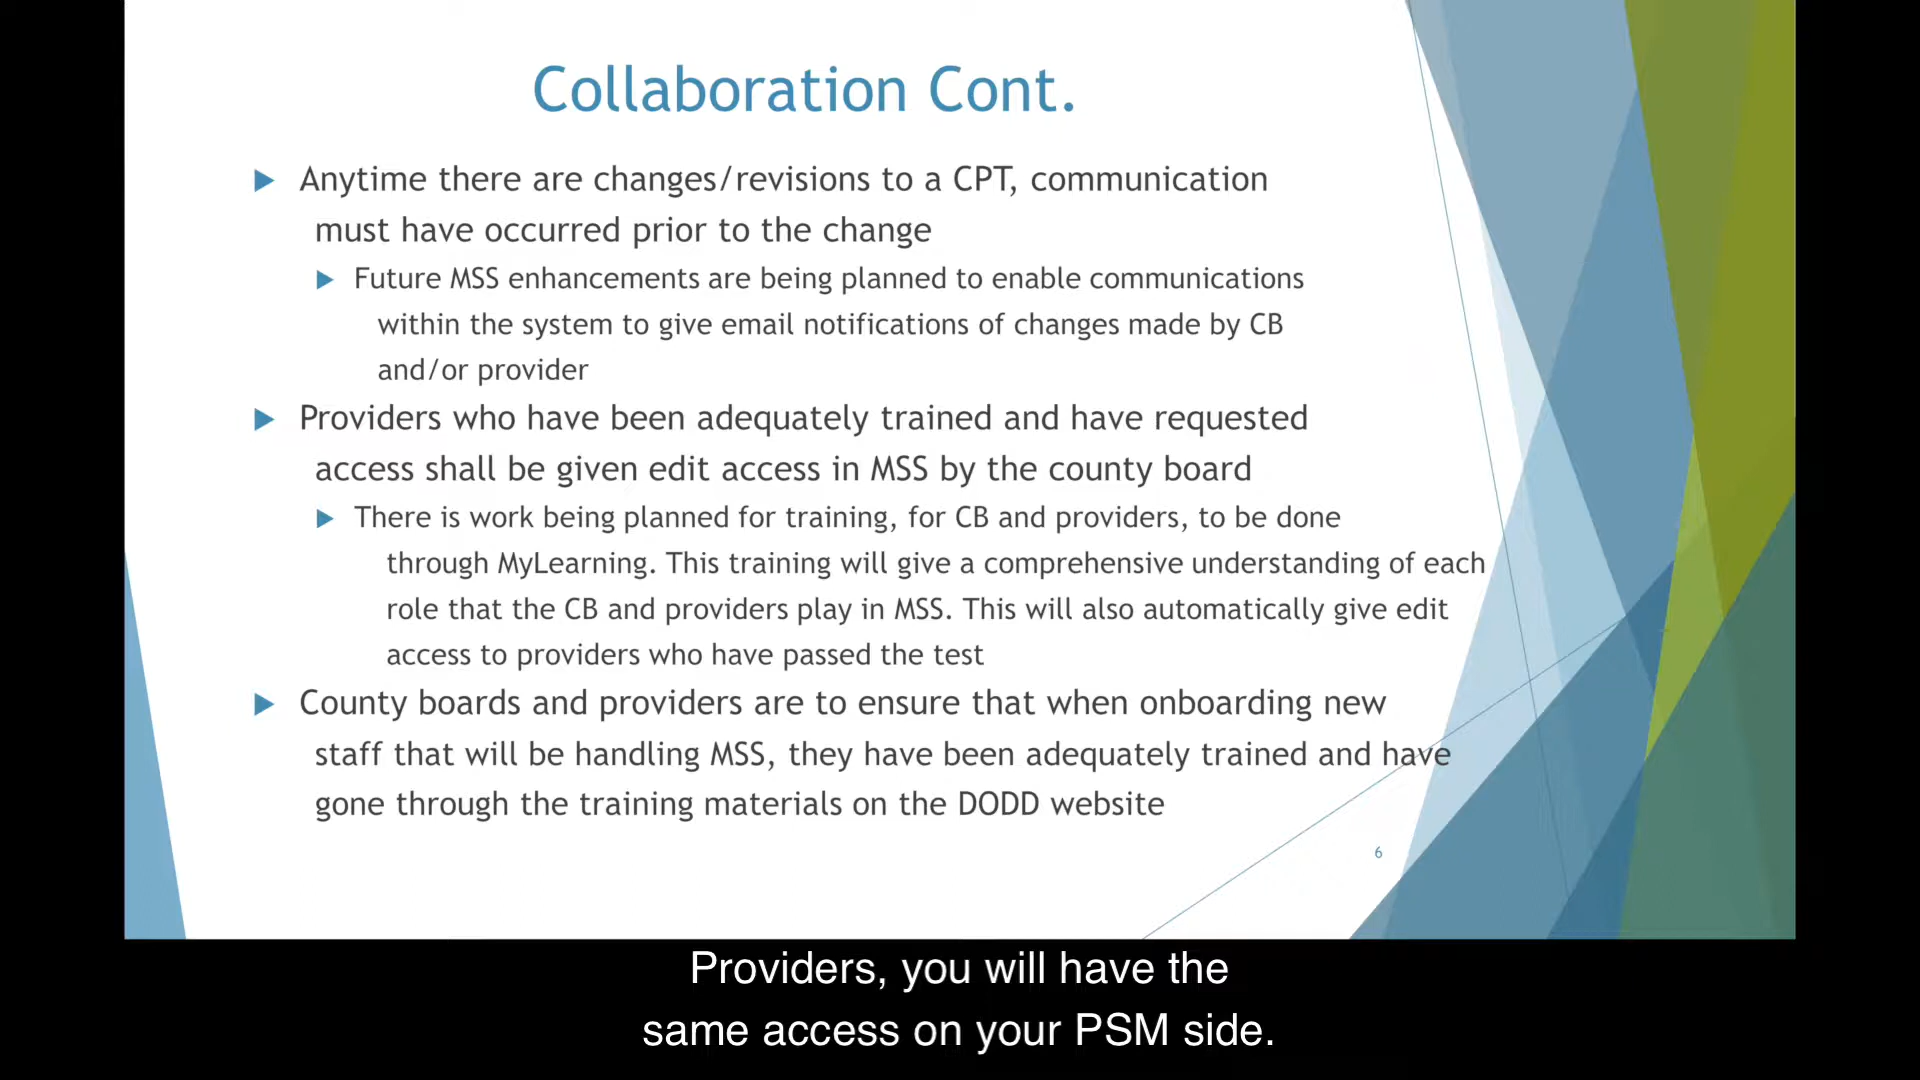 Collaboration Cont.
Anytime there are changes/revisions to a CPT, communication
must have occurred prior to the change
Future MSS enhancements are being planned to enable communications
within the system to give email notifications of changes made by CB
and/or provider
Providers who have been adequately trained and have requested
access shall be given edit access in MSS by the county board
There is work being planned for training, for CB and providers, to be done
through MyLearning. This training will give a comprehensive understanding of each
role that the CB and providers play in MSS. This will also automatically give edit
access to providers who have passed the test
County boards and providers are to ensure that when onboarding new
staff that will be handling MSS, they have been adequately trained and have
gone through the training materials on the DODD website
6
Providers, you will have the
same access on your PSM side.